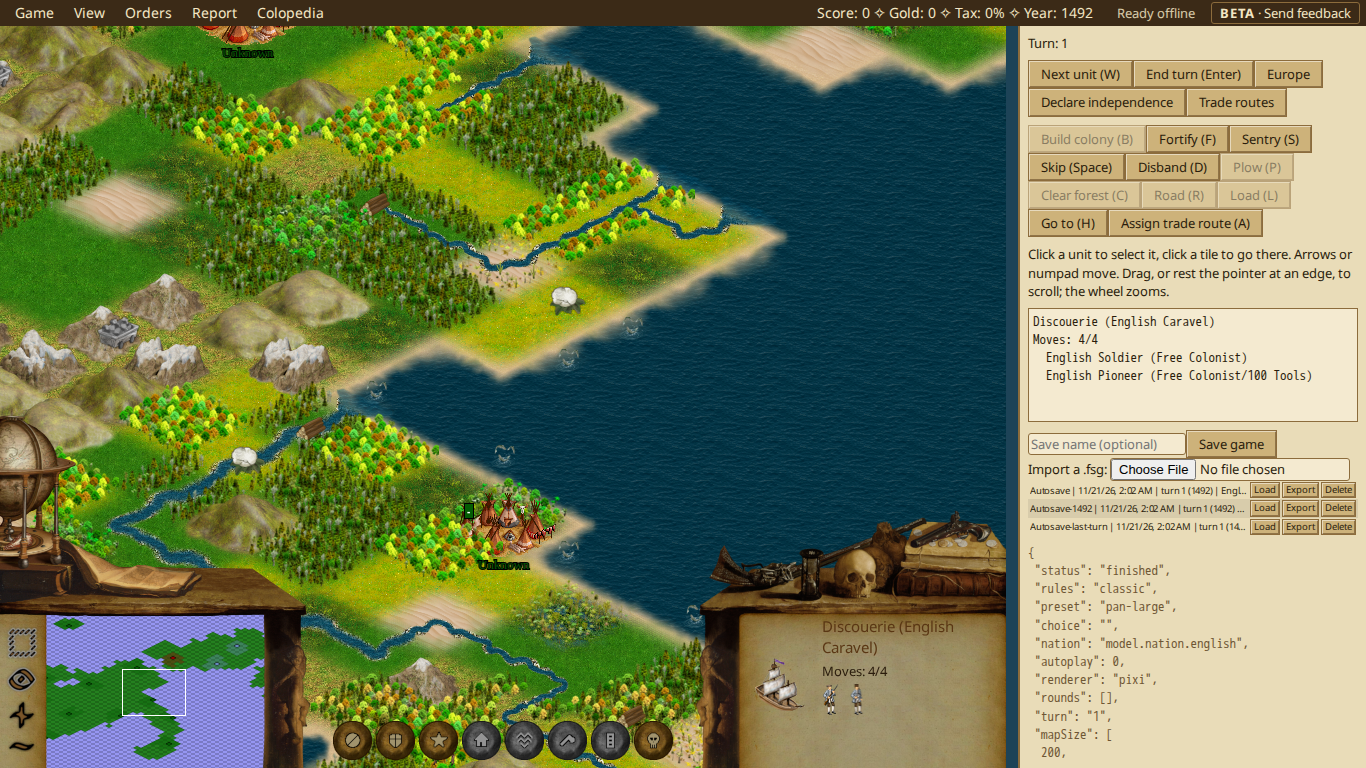 Game View Orders Report Colopedia Score: 0 ✧ Gold: 0 ✧ Tax: 0% ✧ Year: 1492 Ready offline BETA · Send feedback
Unknown
Turn: 1
Next unit (W) End turn (Enter) Europe
Declare independence Trade routes
Build colony (B) Fortify (F) Sentry (S)
Skip (Space) Disband (D) Plow (P)
Clear forest (C) Road (R) Load (L)
Go to (H) Assign trade route (A)
Click a unit to select it, click a tile to go there. Arrows or
numpad move. Drag, or rest the pointer at an edge, to
scroll; the wheel zooms.
Discouerie (English Caravel)
Moves: 4/4
English Soldier (Free Colonist)
English Pioneer (Free Colonist/100 Tools)
Save name (optional) Save game
Import a .fsg: Choose File No file chosen
Autosave | 11/21/26, 2:02 AM | turn 1 (1492) | Engl... Load Export Delete
Autosave-1492 | 11/21/26, 2:02 AM | turn 1 (1492) ... Load Export Delete
Autosave-last-turn | 11/21/26, 2:02 AM | turn 1 (14... Load Export Delete
{
"status": "finished",
"rules": "classic",
"preset": "pan-large",
"choice": "",
"nation": "model.nation.english",
"autoplay": 0,
"renderer": "pixi",
"rounds": [],
"turn": "1",
"mapSize": [
200,
Unknown
Discouerie (English
Caravel)
Moves: 4/4